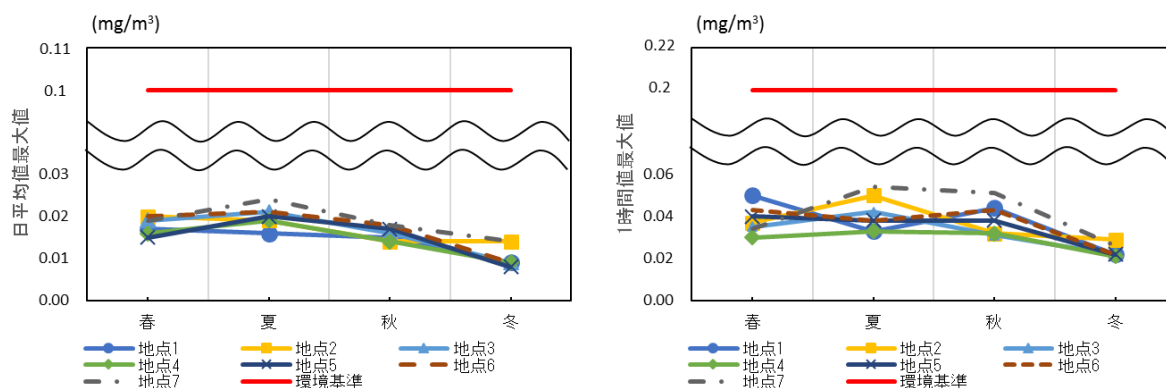 (mg/m³)
0.11
0.1
0.03
0.02
0.01
0.00
日平均値最大値
春 夏 秋 冬
地点1 地点2 地点3
地点4 地点5 地点6
地点7 環境基準
(mg/m³)
0.22
0.2
0.06
0.04
0.02
0.00
1時間値最大値
春 夏 秋 冬
地点1 地点2 地点3
地点4 地点5 地点6
地点7 環境基準